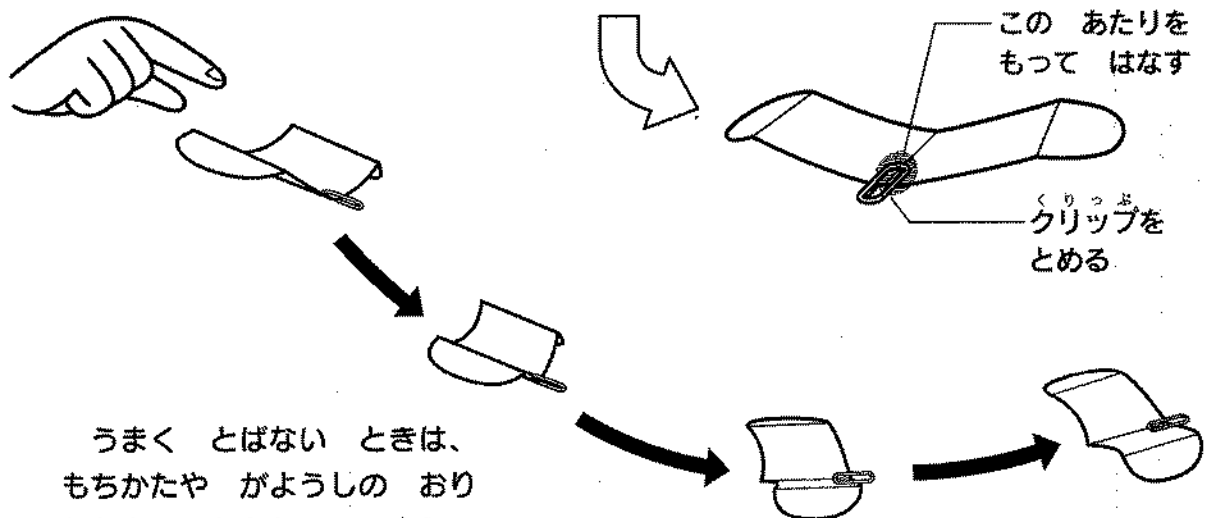 この あたりを
もって はなす
くりっぷ
クリップを
とめる
うまく とばない ときは、
もちかたや がようしの おり